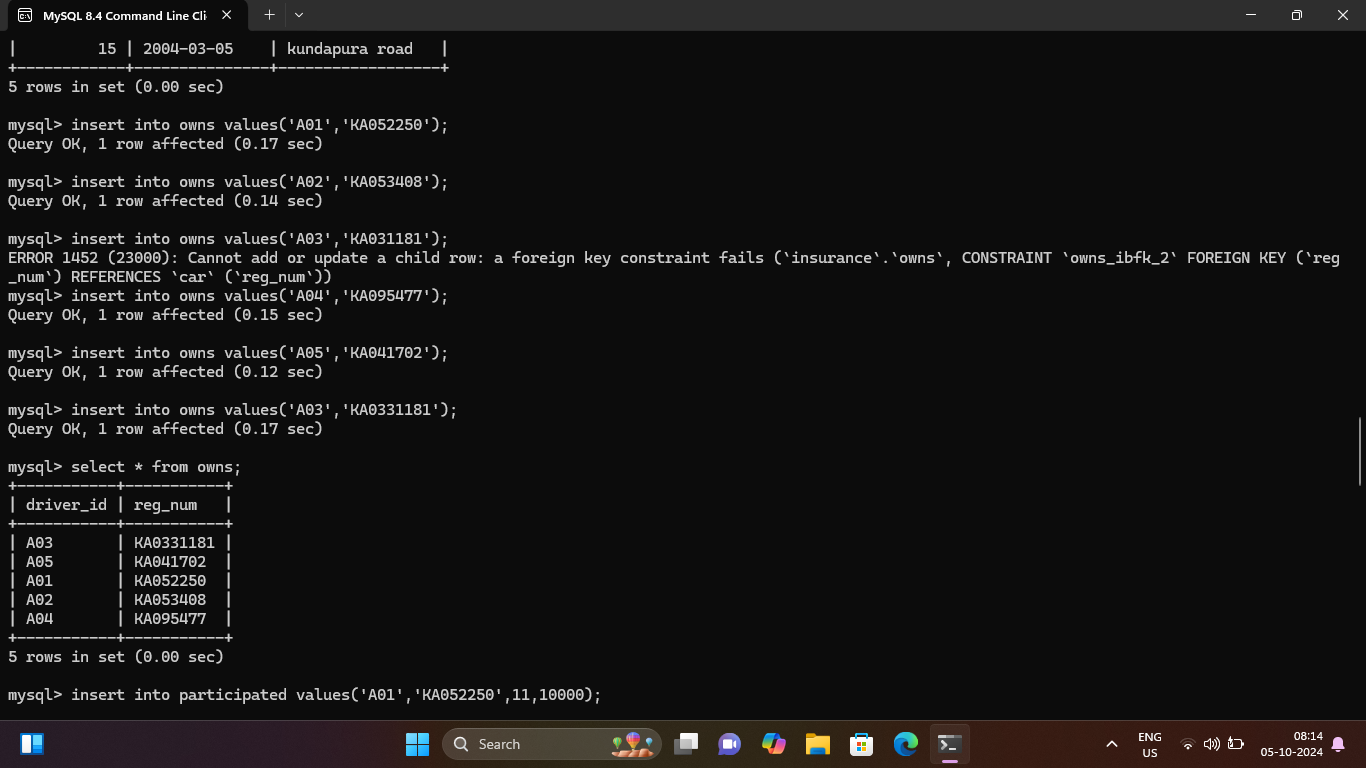 MySQL 8.4 Command Line Cli
|         15 | 2004-03-05    | kundapura road   |
+------------+---------------+------------------+
5 rows in set (0.00 sec)
mysql> insert into owns values('A01','KA052250');
Query OK, 1 row affected (0.17 sec)
mysql> insert into owns values('A02','KA053408');
Query OK, 1 row affected (0.14 sec)
mysql> insert into owns values('A03','KA031181');
ERROR 1452 (23000): Cannot add or update a child row: a foreign key constraint fails (`insurance`.`owns`, CONSTRAINT `owns_ibfk_2` FOREIGN KEY (`reg
_num`) REFERENCES `car` (`reg_num`))
mysql> insert into owns values('A04','KA095477');
Query OK, 1 row affected (0.15 sec)
mysql> insert into owns values('A05','KA041702');
Query OK, 1 row affected (0.12 sec)
mysql> insert into owns values('A03','KA0331181');
Query OK, 1 row affected (0.17 sec)
mysql> select * from owns;
+-----------+-----------+
| driver_id | reg_num   |
+-----------+-----------+
| A03       | KA0331181 |
| A05       | KA041702  |
| A01       | KA052250  |
| A02       | KA053408  |
| A04       | KA095477  |
+-----------+-----------+
5 rows in set (0.00 sec)
mysql> insert into participated values('A01','KA052250',11,10000);
Search
ENG
US
08:14
05-10-2024